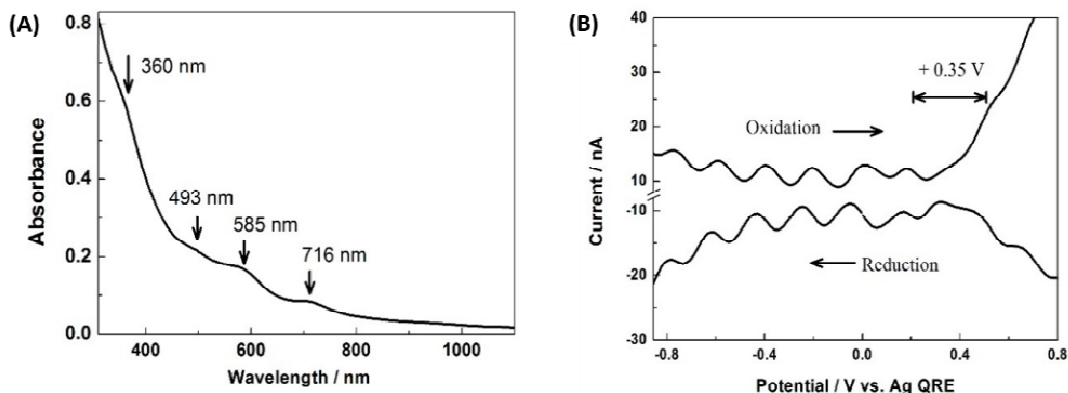 (A)
0.8
0.6
0.4
0.2
0.0
Absorbance
360 nm
493 nm
585 nm
716 nm
400 600 800 1000
Wavelength / nm
(B)
40
30
20
10
-10
-20
-30
Current / nA
+ 0.35 V
Oxidation
Reduction
-0.8 -0.4 0.0 0.4 0.8
Potential / V vs. Ag QRE